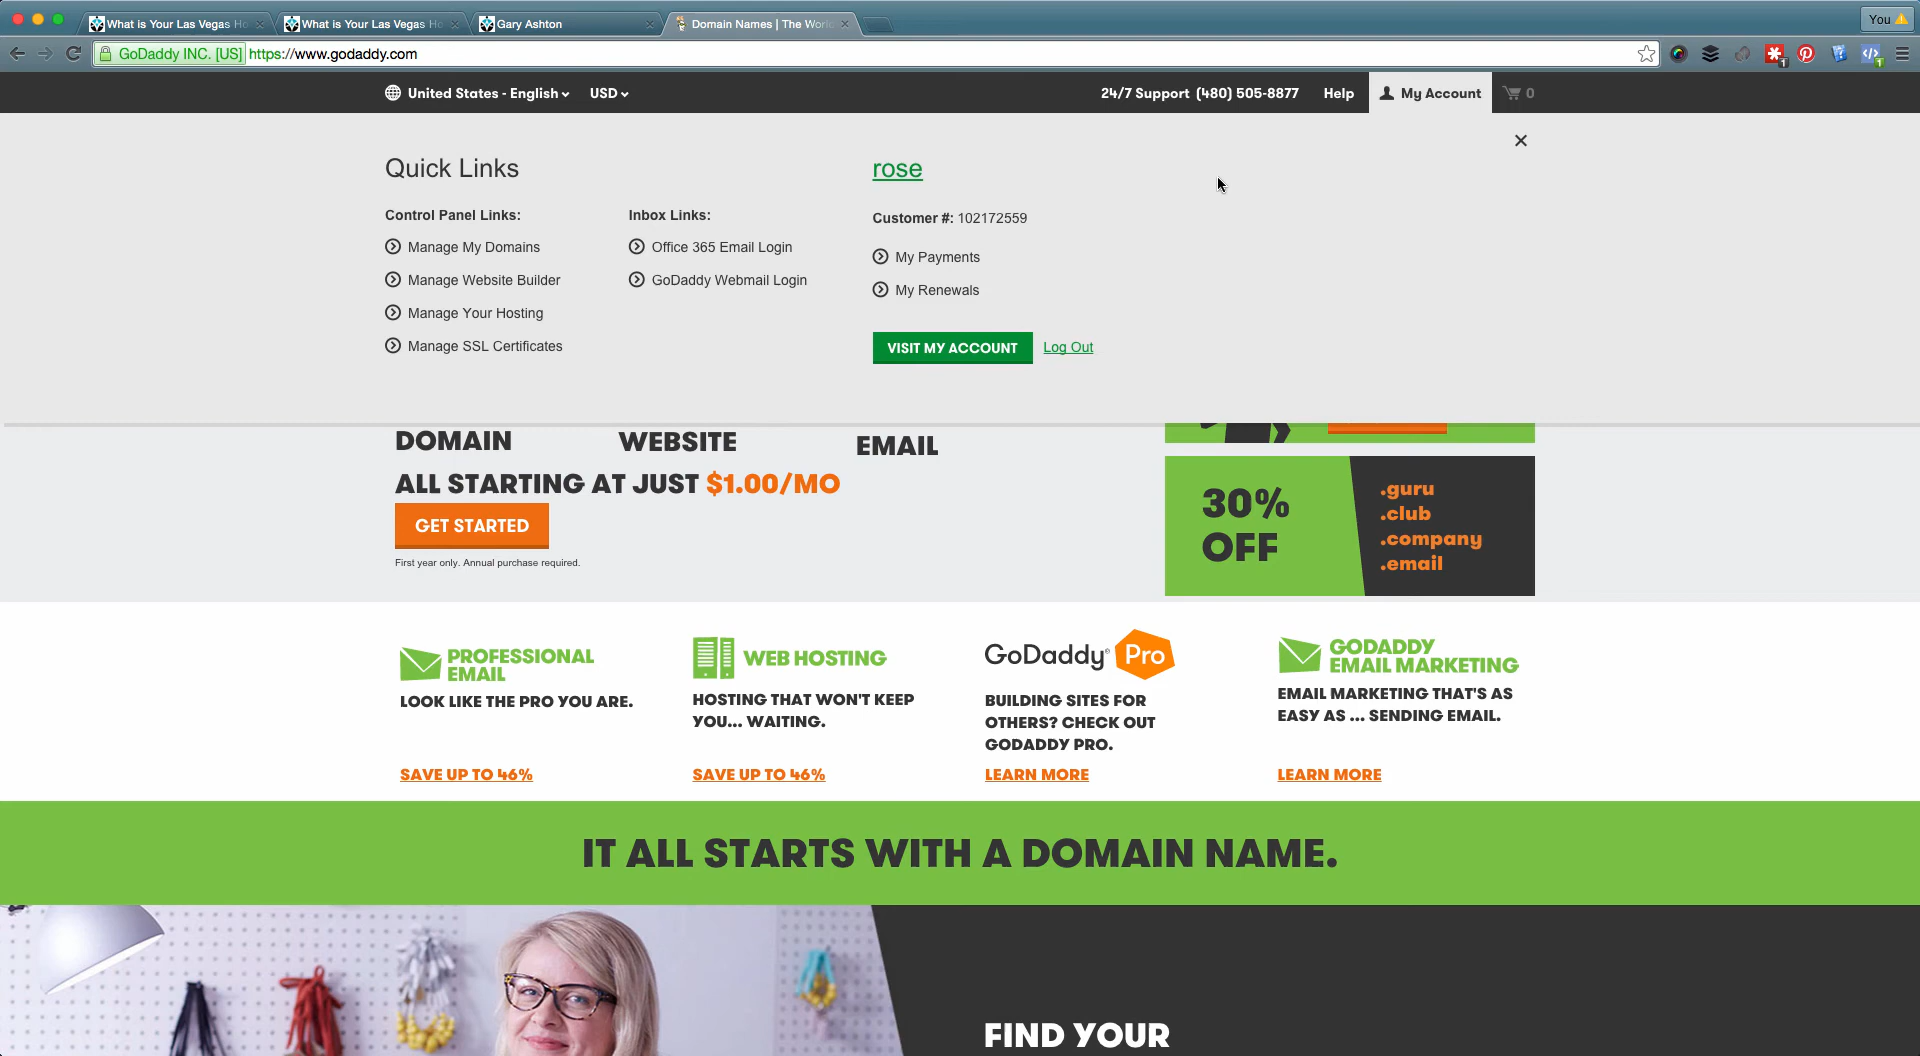 What is Your Las Vegas Ho
What is Your Las Vegas Ho
Gary Ashton
Domain Names | The Worl
You
GoDaddy INC. [US] https://www.godaddy.com
1
1
United States - English
USD
24/7 Support (480) 505-8877
Help
My Account
0
Quick Links
Control Panel Links:
Manage My Domains
Manage Website Builder
Manage Your Hosting
Manage SSL Certificates
Inbox Links:
Office 365 Email Login
GoDaddy Webmail Login
rose
Customer #: 102172559
My Payments
My Renewals
VISIT MY ACCOUNT
Log Out
DOMAIN
WEBSITE
EMAIL
ALL STARTING AT JUST $1.00/MO
GET STARTED
First year only. Annual purchase required.
30%
OFF
.guru
.club
.company
.email
PROFESSIONAL
EMAIL
LOOK LIKE THE PRO YOU ARE.
SAVE UP TO 46%
WEB HOSTING
HOSTING THAT WON'T KEEP
YOU... WAITING.
SAVE UP TO 46%
GoDaddy® Pro
BUILDING SITES FOR
OTHERS? CHECK OUT
GODADDY PRO.
LEARN MORE
GODADDY
EMAIL MARKETING
EMAIL MARKETING THAT'S AS
EASY AS ... SENDING EMAIL.
LEARN MORE
IT ALL STARTS WITH A DOMAIN NAME.
FIND YOUR